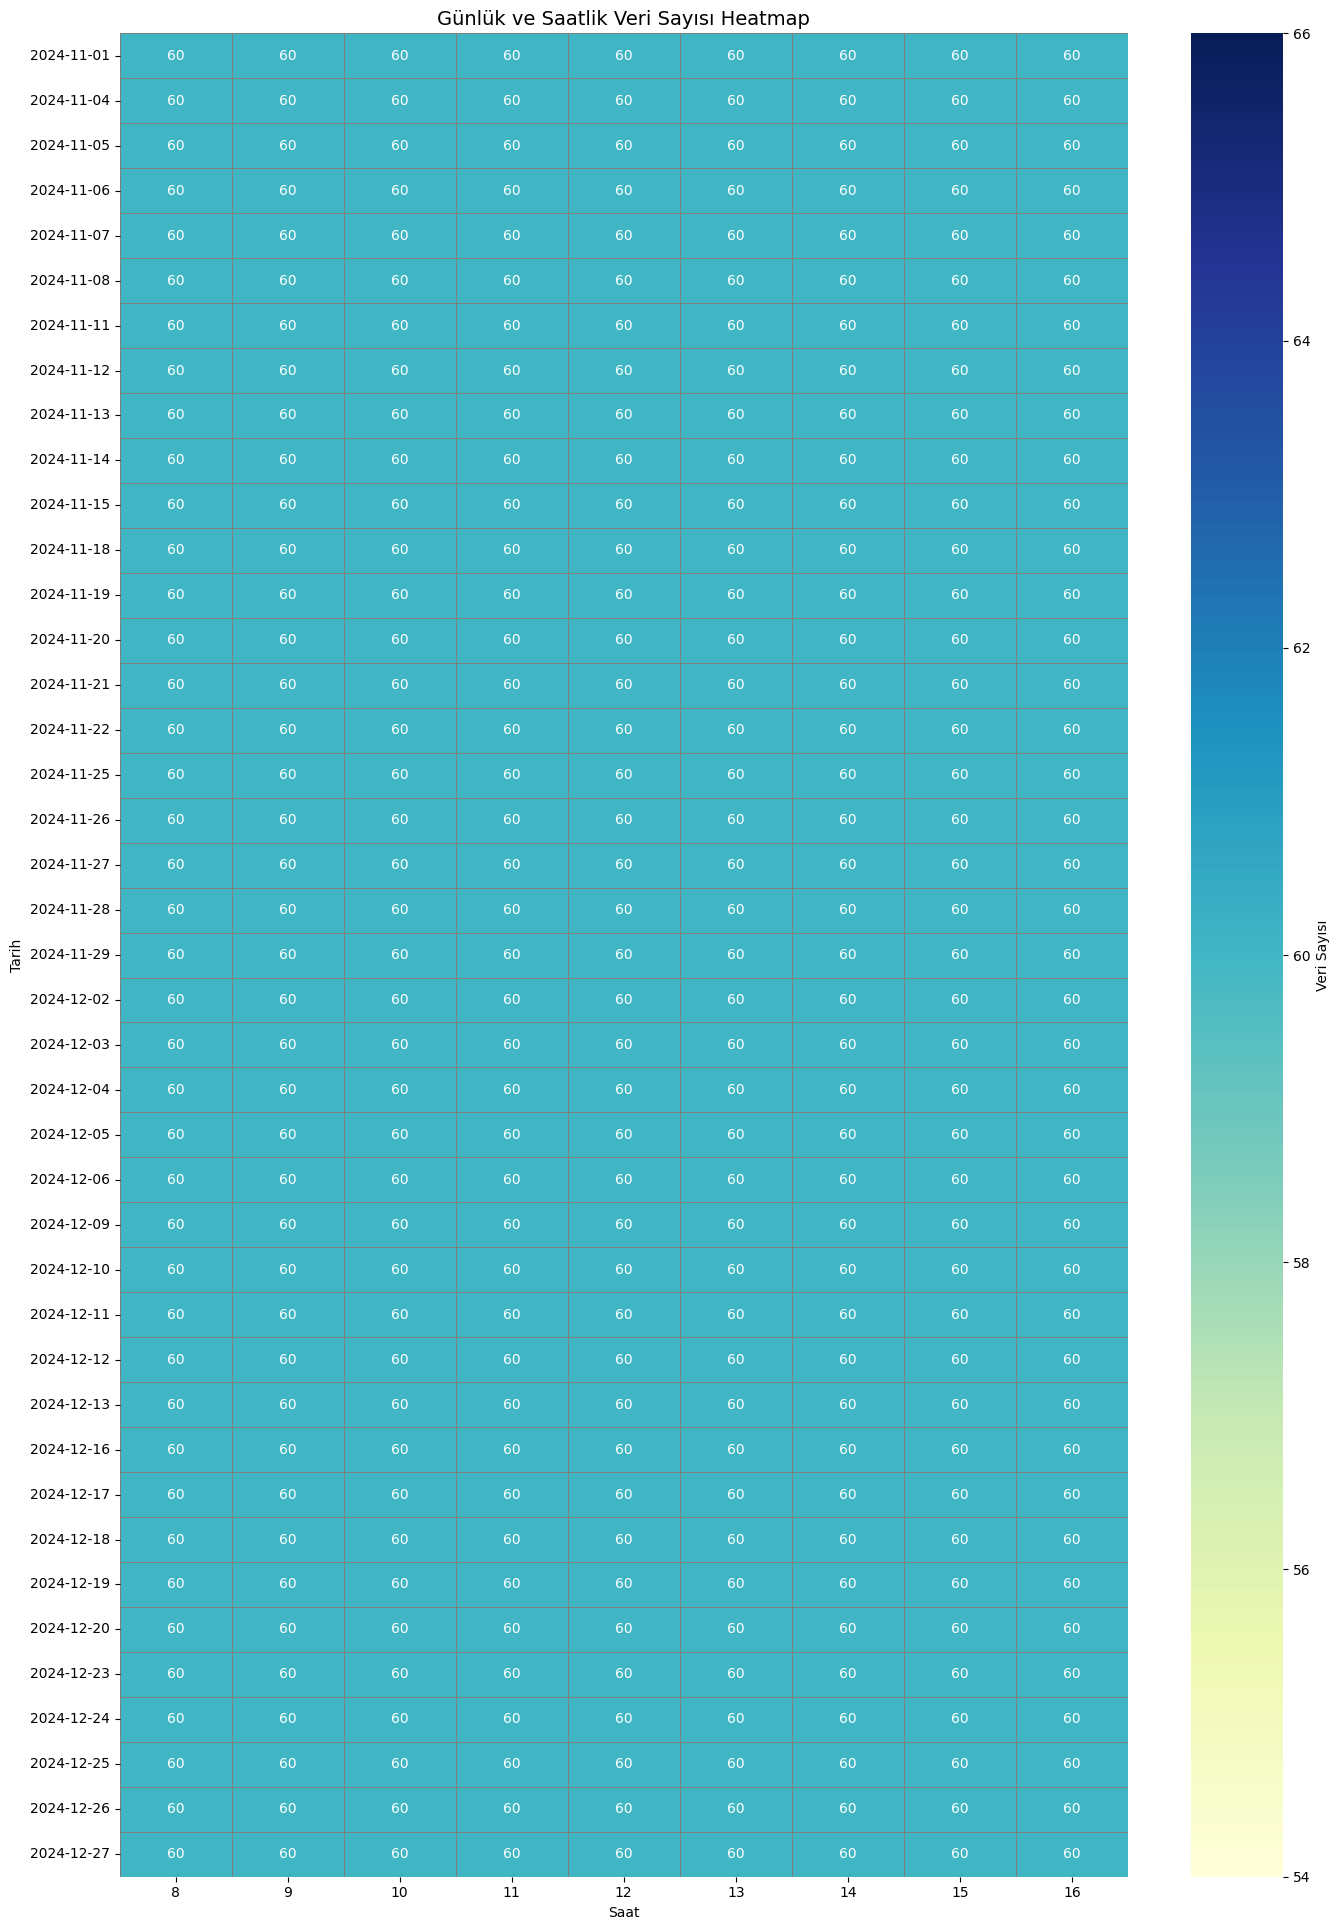 Günlük ve Saatlik Veri Sayısı Heatmap
2024-11-01 60 60 60 60 60 60 60 60 60
2024-11-04 60 60 60 60 60 60 60 60 60
2024-11-05 60 60 60 60 60 60 60 60 60
2024-11-06 60 60 60 60 60 60 60 60 60
2024-11-07 60 60 60 60 60 60 60 60 60
2024-11-08 60 60 60 60 60 60 60 60 60
2024-11-11 60 60 60 60 60 60 60 60 60
2024-11-12 60 60 60 60 60 60 60 60 60
2024-11-13 60 60 60 60 60 60 60 60 60
2024-11-14 60 60 60 60 60 60 60 60 60
2024-11-15 60 60 60 60 60 60 60 60 60
2024-11-18 60 60 60 60 60 60 60 60 60
2024-11-19 60 60 60 60 60 60 60 60 60
2024-11-20 60 60 60 60 60 60 60 60 60
2024-11-21 60 60 60 60 60 60 60 60 60
2024-11-22 60 60 60 60 60 60 60 60 60
2024-11-25 60 60 60 60 60 60 60 60 60
2024-11-26 60 60 60 60 60 60 60 60 60
2024-11-27 60 60 60 60 60 60 60 60 60
2024-11-28 60 60 60 60 60 60 60 60 60
2024-11-29 60 60 60 60 60 60 60 60 60
2024-12-02 60 60 60 60 60 60 60 60 60
2024-12-03 60 60 60 60 60 60 60 60 60
2024-12-04 60 60 60 60 60 60 60 60 60
2024-12-05 60 60 60 60 60 60 60 60 60
2024-12-06 60 60 60 60 60 60 60 60 60
2024-12-09 60 60 60 60 60 60 60 60 60
2024-12-10 60 60 60 60 60 60 60 60 60
2024-12-11 60 60 60 60 60 60 60 60 60
2024-12-12 60 60 60 60 60 60 60 60 60
2024-12-13 60 60 60 60 60 60 60 60 60
2024-12-16 60 60 60 60 60 60 60 60 60
2024-12-17 60 60 60 60 60 60 60 60 60
2024-12-18 60 60 60 60 60 60 60 60 60
2024-12-19 60 60 60 60 60 60 60 60 60
2024-12-20 60 60 60 60 60 60 60 60 60
2024-12-23 60 60 60 60 60 60 60 60 60
2024-12-24 60 60 60 60 60 60 60 60 60
2024-12-25 60 60 60 60 60 60 60 60 60
2024-12-26 60 60 60 60 60 60 60 60 60
2024-12-27 60 60 60 60 60 60 60 60 60
8 9 10 11 12 13 14 15 16
Saat
Tarih
66
64
62
60
58
56
54
Veri Sayısı